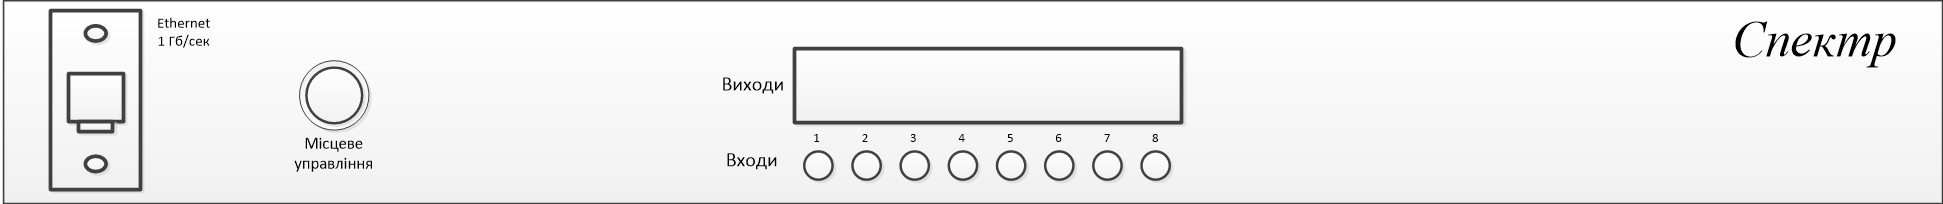 Ethernet
1 Гб/сек
Спектр
Місцеве
управління
Виходи
1 2 3 4 5 6 7 8
Входи